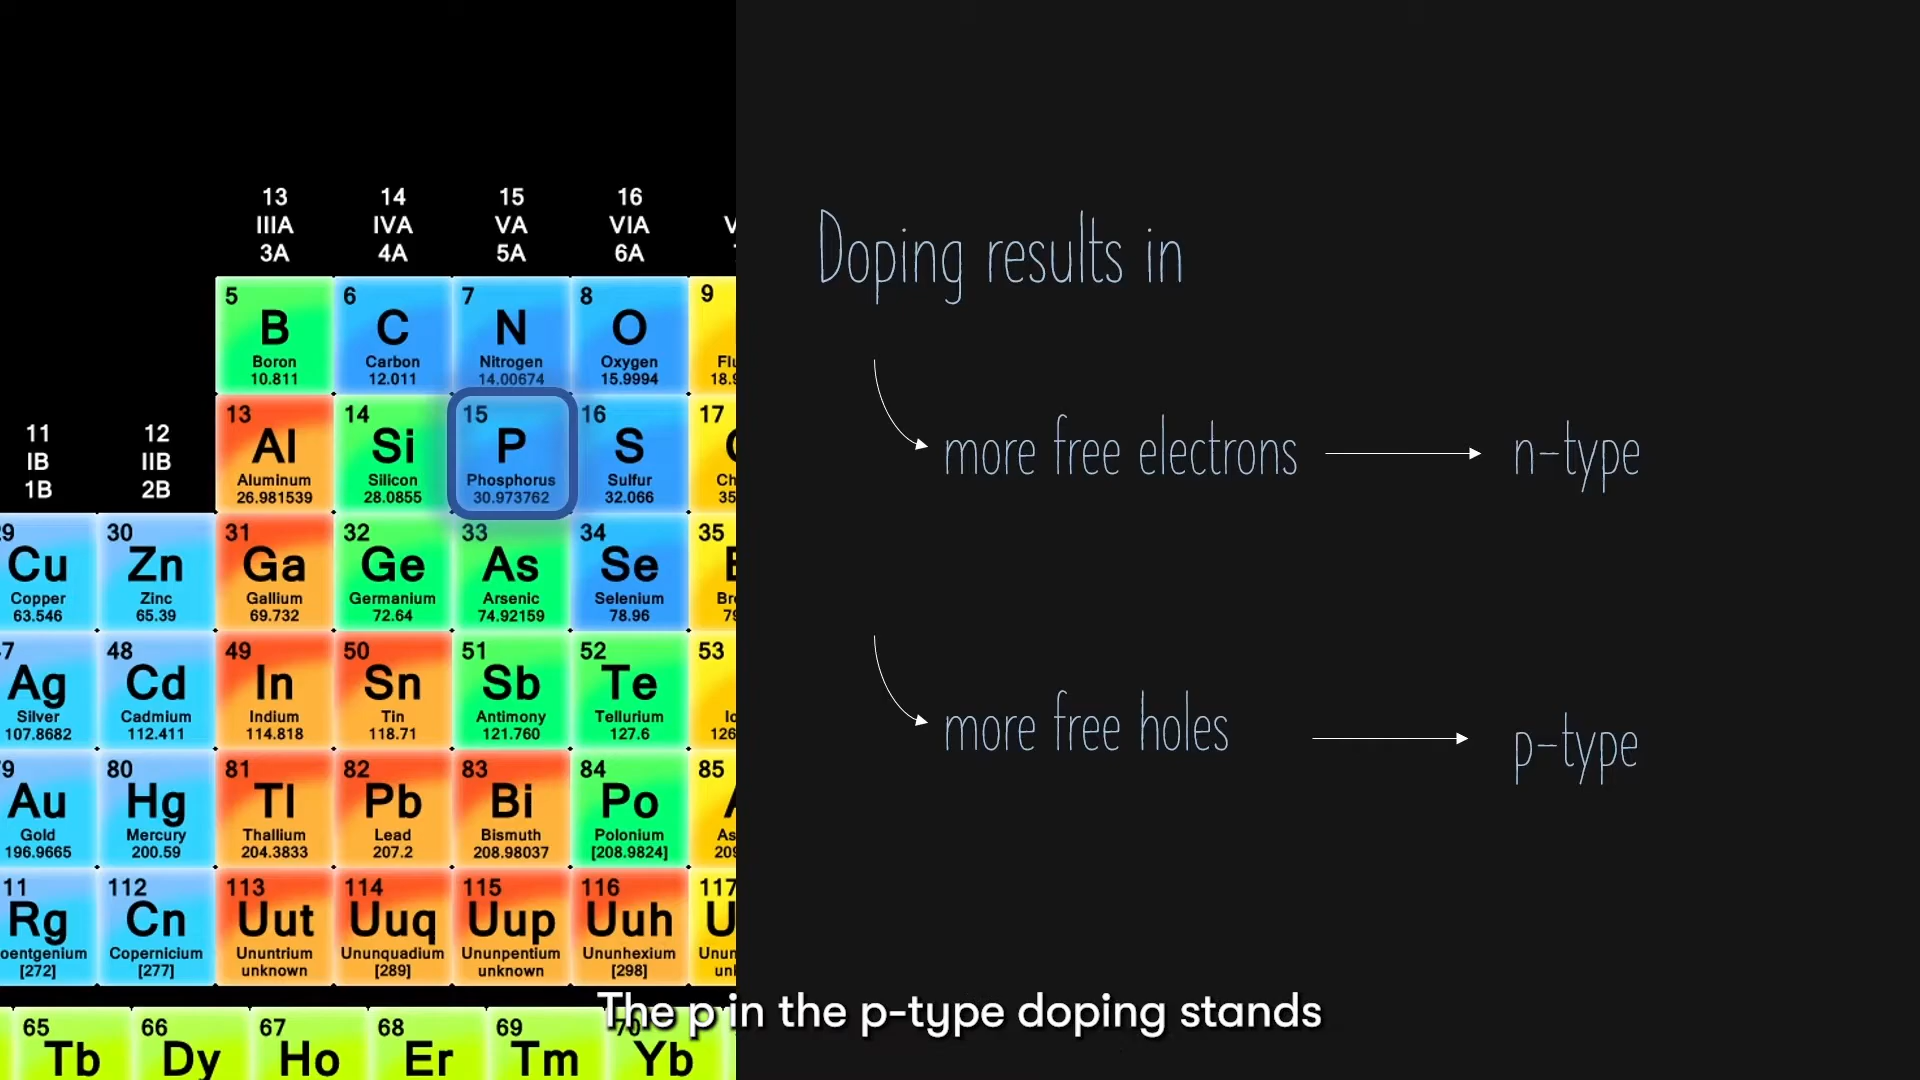 13 14 15 16
IIIA IVA VA VIA
3A 4A 5A 6A
5 6 7 8 9
B C N O
Boron Carbon Nitrogen Oxygen
10.811 12.011 14.00674 15.9994
11 12
IB IIB
1B 2B
13 14 15 16 17
Al Si P S
Aluminum Silicon Phosphorus Sulfur
26.981539 28.0855 30.973762 32.066
30 31 32 33 34 35
Cu Zn Ga Ge As Se
Copper Zinc Gallium Germanium Arsenic Selenium
63.546 65.39 69.732 72.64 74.92159 78.96
48 49 50 51 52 53
Ag Cd In Sn Sb Te
Silver Cadmium Indium Tin Antimony Tellurium
107.8682 112.411 114.818 118.71 121.760 127.6
80 81 82 83 84 85
Au Hg Tl Pb Bi Po
Gold Mercury Thallium Lead Bismuth Polonium
196.9665 200.59 204.3833 207.2 208.98037 [208.9824]
112 113 114 115 116 117
Rg Cn Uut Uuq Uup Uuh
Copernicium Ununtrium Ununquadium Ununpentium Ununhexium
[272] [277] unknown [289] unknown [298]
65 66 67 68 69 70
Tb Dy Ho Er Tm Yb
Doping results in
more free electrons n-type
more free holes p-type
The p in the p-type doping stands